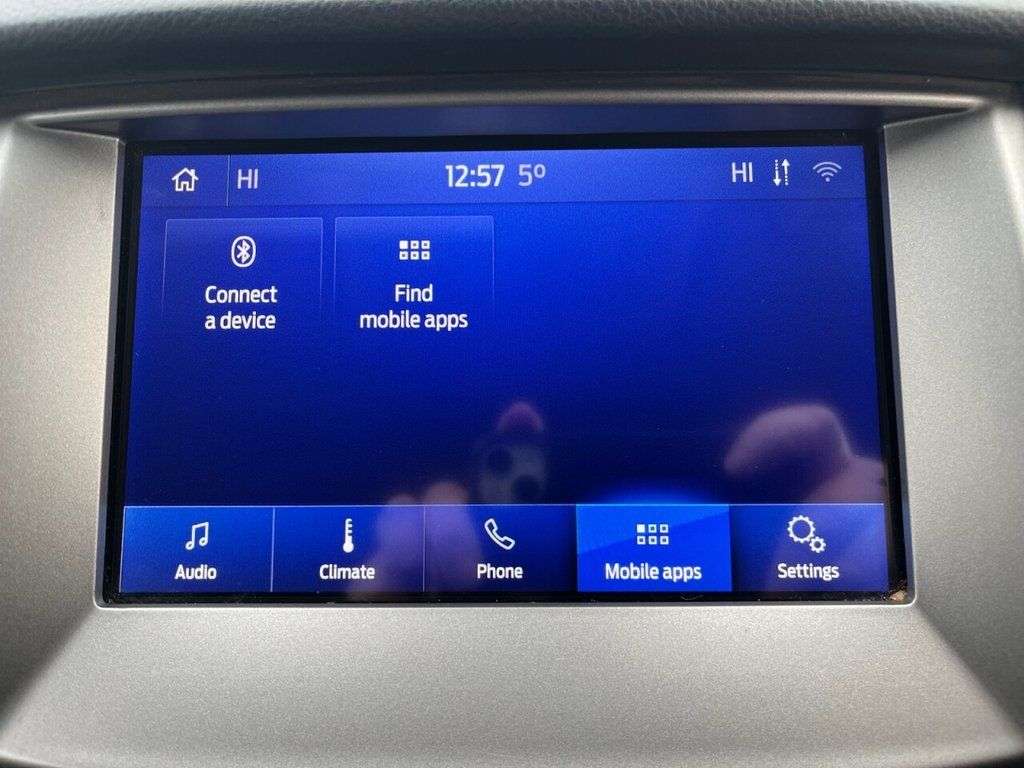 HI 12:57 5° HI
Connect
a device
Find
mobile apps
Audio Climate Phone Mobile apps Settings